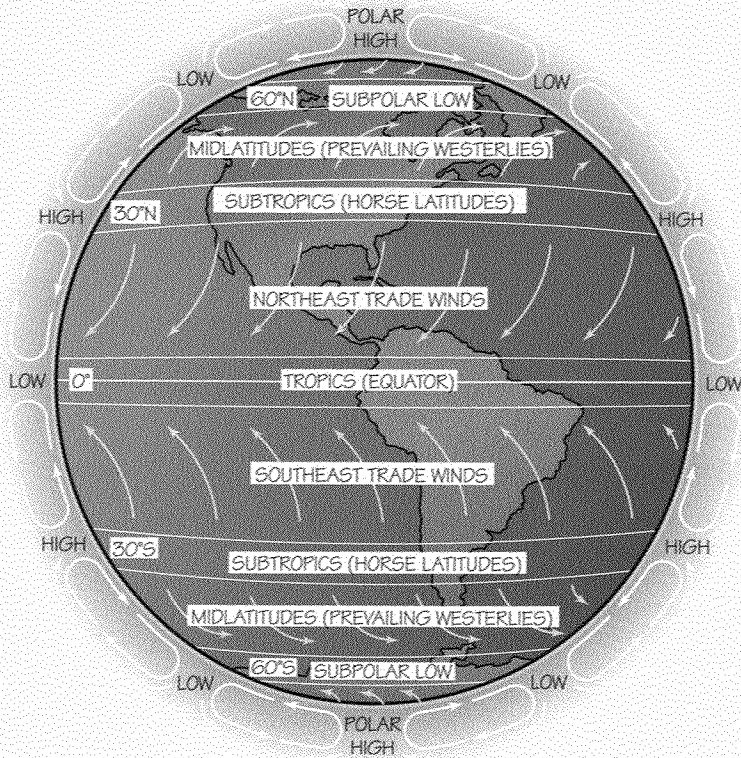 POLAR
HIGH
LOW
LOW
60°N
SUBPOLAR LOW
MIDLATITUDES (PREVAILING WESTERLIES)
SUBTROPICS (HORSE LATITUDES)
HIGH
30°N
HIGH
NORTHEAST TRADE WINDS
LOW
0°
TROPICS (EQUATOR)
LOW
SOUTHEAST TRADE WINDS
HIGH
30°S
HIGH
SUBTROPICS (HORSE LATITUDES)
MIDLATITUDES (PREVAILING WESTERLIES)
60°S
SUBPOLAR LOW
LOW
LOW
POLAR
HIGH